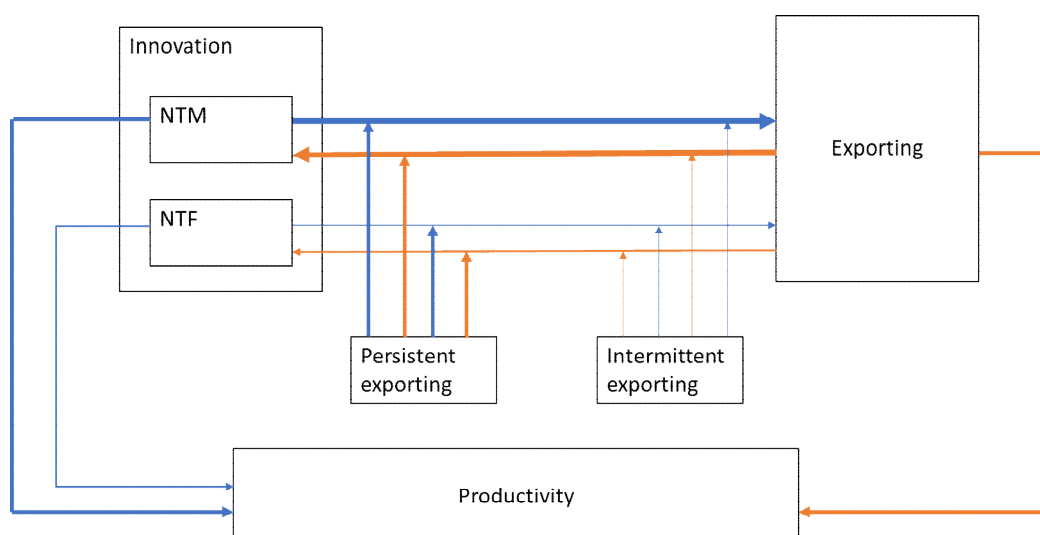 Innovation
NTM
Exporting
NTF
Persistent
exporting
Intermittent
exporting
Productivity